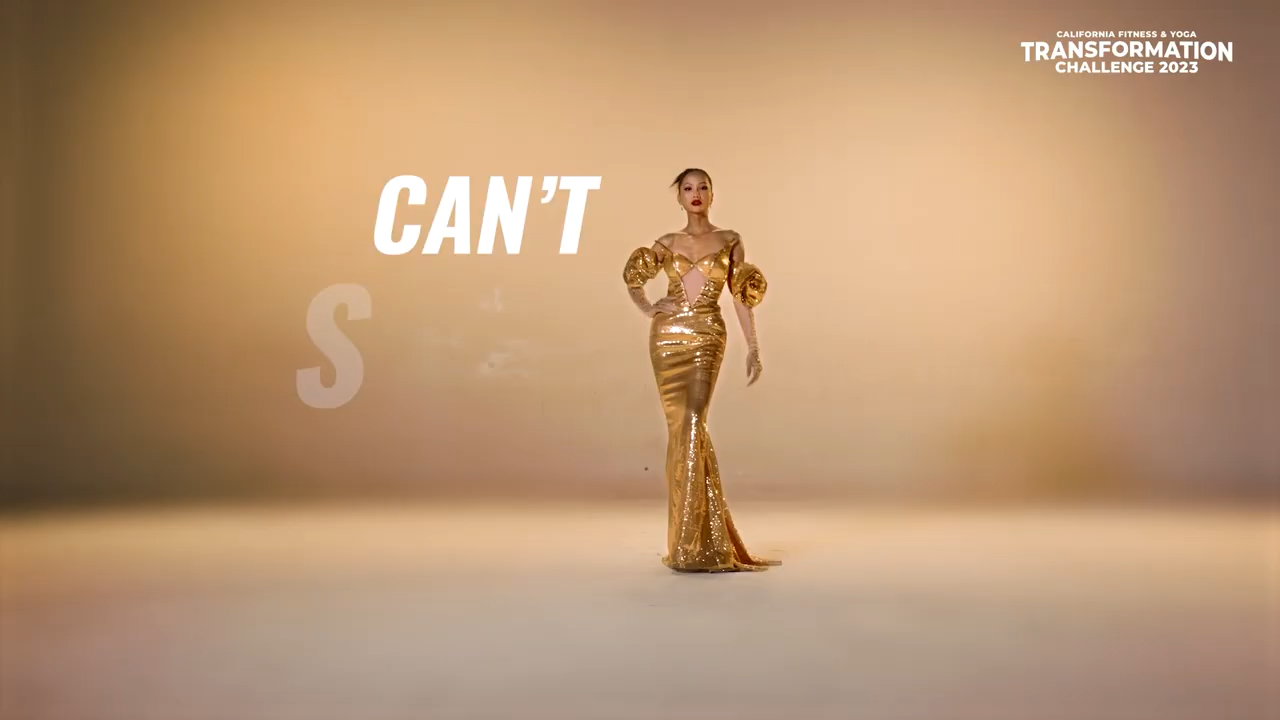 CALIFORNIA FITNESS & YOGA
TRANSFORMATION
CHALLENGE 2023
CAN'T
S